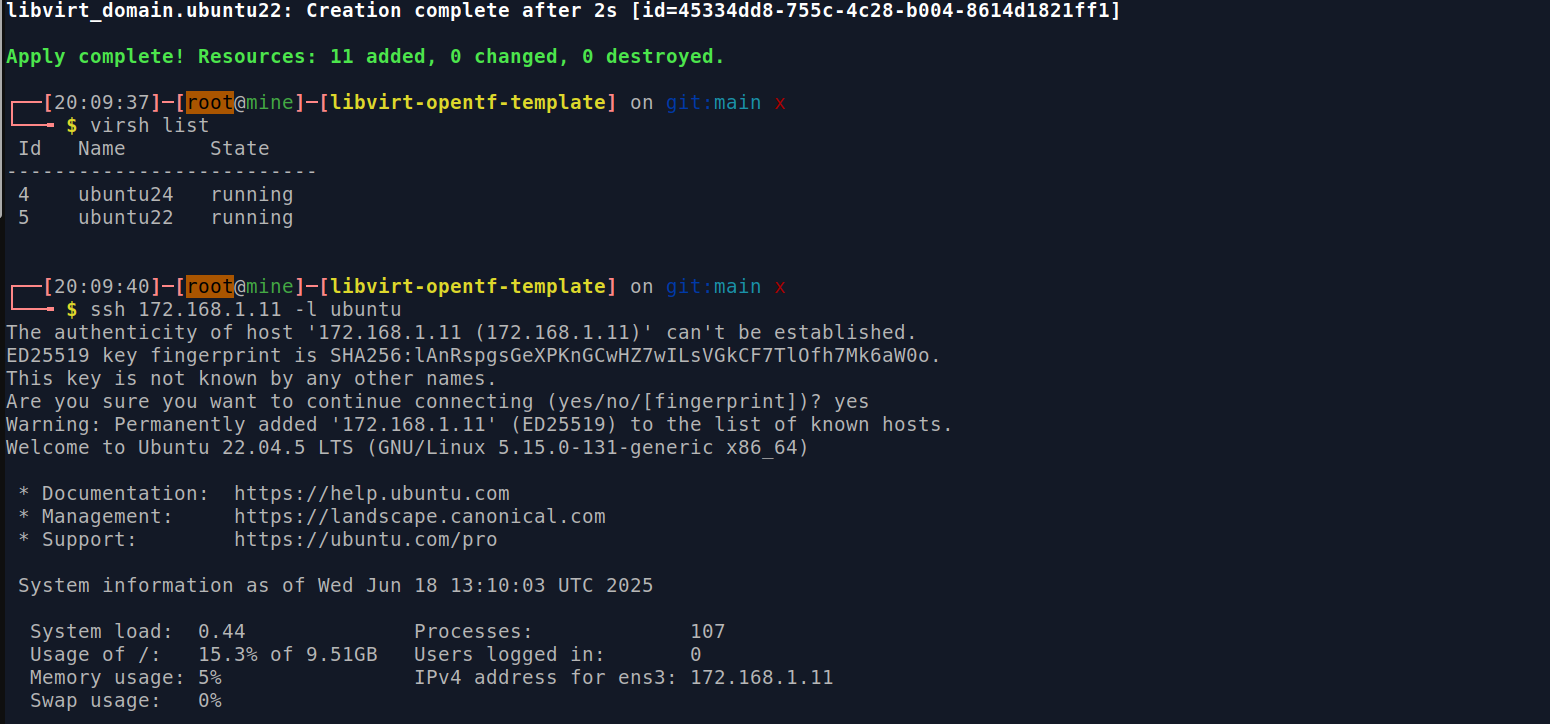 libvirt_domain.ubuntu22: Creation complete after 2s [id=45334dd8-755c-4c28-b004-8614d1821ff1]
Apply complete! Resources: 11 added, 0 changed, 0 destroyed.
[20:09:37]─[root@mine]─[libvirt-opentf-template] on git:main x
$ virsh list
Id   Name       State
---------------------------
4    ubuntu24   running
5    ubuntu22   running
[20:09:40]─[root@mine]─[libvirt-opentf-template] on git:main x
$ ssh 172.168.1.11 -l ubuntu
The authenticity of host '172.168.1.11 (172.168.1.11)' can't be established.
ED25519 key fingerprint is SHA256:lAnRspgsGeXPKnGCwHZ7wILsVGkCF7TlOfh7Mk6aW0o.
This key is not known by any other names.
Are you sure you want to continue connecting (yes/no/[fingerprint])? yes
Warning: Permanently added '172.168.1.11' (ED25519) to the list of known hosts.
Welcome to Ubuntu 22.04.5 LTS (GNU/Linux 5.15.0-131-generic x86_64)
* Documentation:  https://help.ubuntu.com
* Management:     https://landscape.canonical.com
* Support:        https://ubuntu.com/pro
System information as of Wed Jun 18 13:10:03 UTC 2025
System load:  0.44              Processes:             107
Usage of /:   15.3% of 9.51GB   Users logged in:       0
Memory usage: 5%                IPv4 address for ens3: 172.168.1.11
Swap usage:   0%